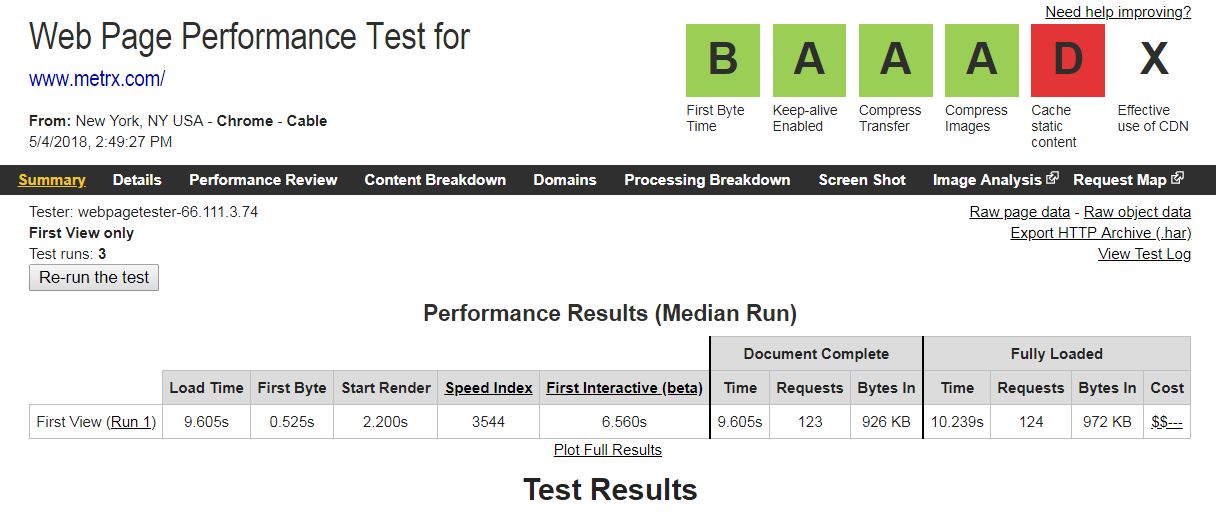 Need help improving?
Web Page Performance Test for
www.metrx.com/
From: New York, NY USA - Chrome - Cable
5/4/2018, 2:49:27 PM
B A A A D X
First Byte Time
Keep-alive Enabled
Compress Transfer
Compress Images
Cache static content
Effective use of CDN
Summary Details Performance Review Content Breakdown Domains Processing Breakdown Screen Shot Image Analysis Request Map
Tester: webpagetester-66.111.3.74
First View only
Test runs: 3
Re-run the test
Raw page data - Raw object data
Export HTTP Archive (.har)
View Test Log
Performance Results (Median Run)
Document Complete Fully Loaded
Load Time First Byte Start Render Speed Index First Interactive (beta) Time Requests Bytes In Time Requests Bytes In Cost
First View (Run 1) 9.605s 0.525s 2.200s 3544 6.560s 9.605s 123 926 KB 10.239s 124 972 KB $$---
Plot Full Results
Test Results